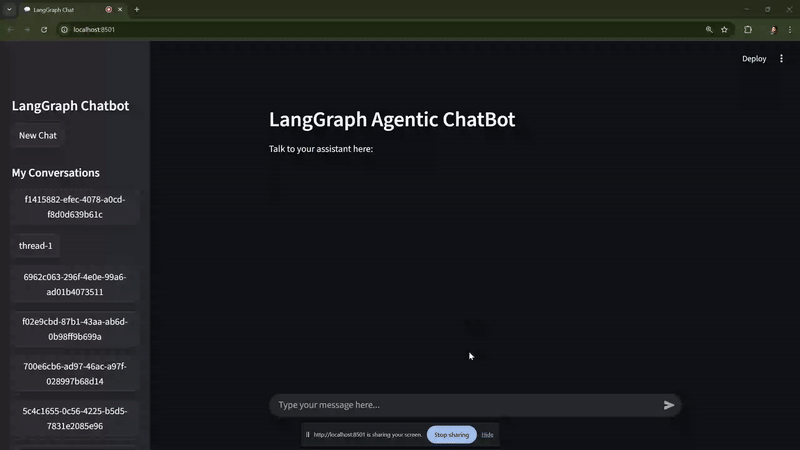 LangGraph Chat
localhost:8501
Deploy
LangGraph Chatbot
New Chat
My Conversations
f1415882-efec-4078-a0cd-
f8d0d639b61c
thread-1
6962c063-296f-4e0e-99a6-
ad01b4073511
f02e9cbd-87b1-43aa-ab6d-
0b98ff9b699a
700e6cb6-ad97-46ac-a97f-
028997b68d14
5c4c1655-0c56-4225-b5d5-
7831e2085e96
LangGraph Agentic ChatBot
Talk to your assistant here:
Type your message here...
http://localhost:8501 is sharing your screen.
Stop sharing
Hide